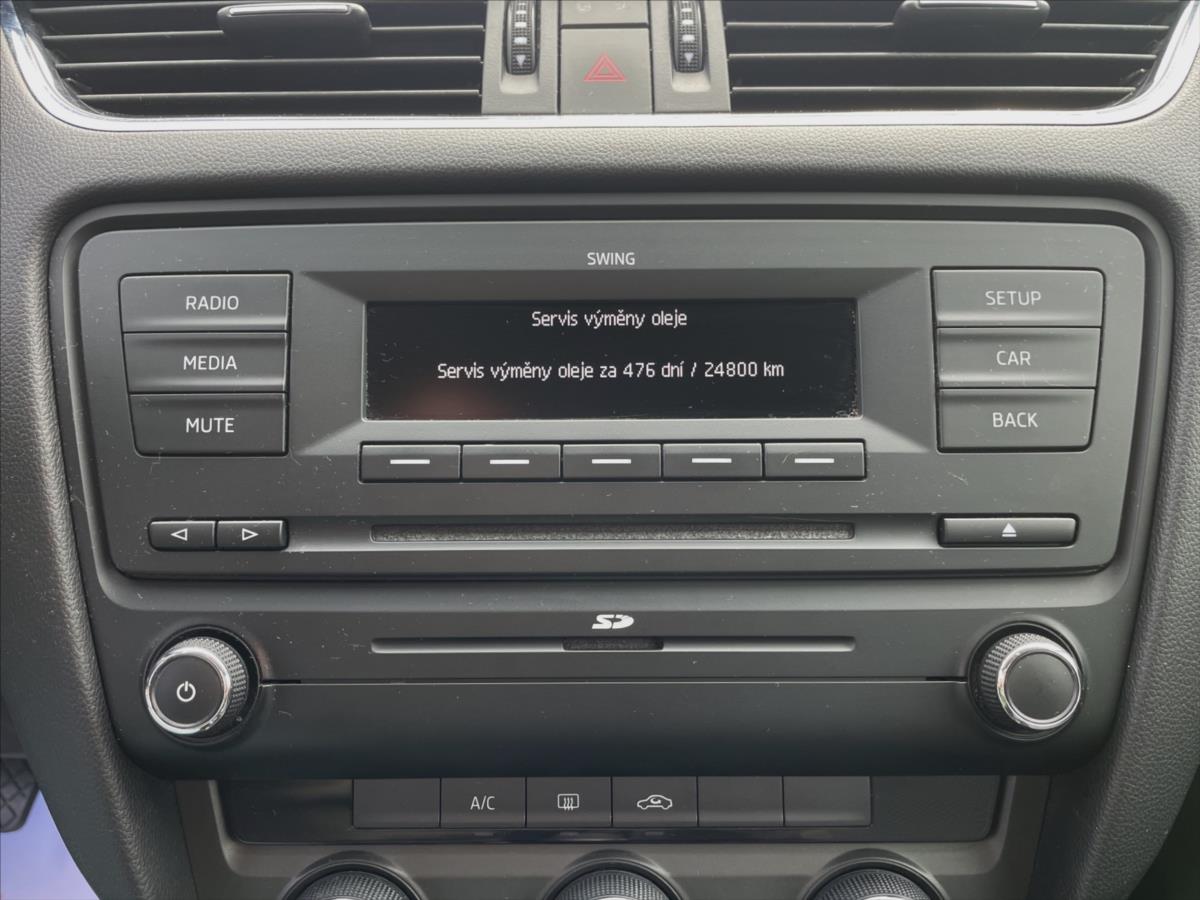 SWING
RADIO
MEDIA
MUTE
Servis výměny oleje
Servis výměny oleje za 476 dní / 24800 km
SETUP
CAR
BACK
SD
A/C